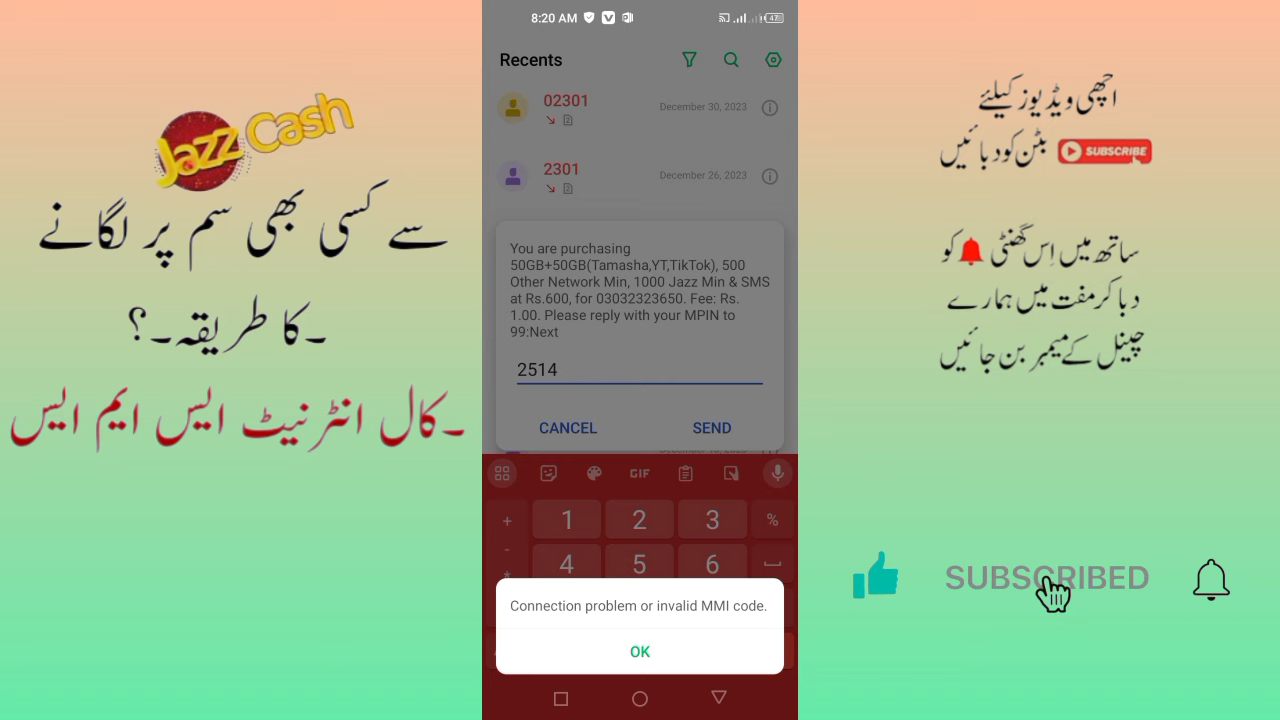 Jazz Cash
سے کسی بھی سم پر لگانے
۔کا طریقہ۔؟
۔کال انٹرنیٹ ایس ایم ایس
8:20 AM
47
Recents
02301
December 30, 2023
2
2301
December 26, 2023
2
You are purchasing
50GB+50GB(Tamasha,YT,TikTok), 500
Other Network Min, 1000 Jazz Min & SMS
at Rs.600, for 03032323650. Fee: Rs.
1.00. Please reply with your MPIN to
99:Next
2514
CANCEL SEND
GIF
+ 1 2 3 %
- 4 5 6
*
Connection problem or invalid MMI code.
OK
اچھی ویڈیوز کیلئے
SUBSCRIBE بٹن کو دبائیں
ساتھ میں اِس گھنٹی کو
دبا کر مفت میں ہمارے
چینل کے میمبر بن جائیں
SUBSCRIBED